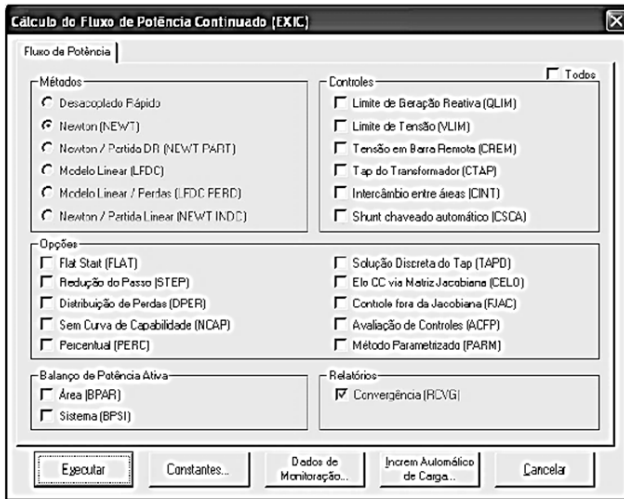 Cálculo do Fluxo de Potência Continuado (EXIC)
Fluxo de Potência
Métodos
Desacoplado Rápido
Newton (NEWT)
Newton / Partida DR (NEWT PART)
Modelo Linear (LFDC)
Modelo Linear / Perdas (LFDC PERD)
Newton / Partida Linear (NEWT INDC)
Todos
Controles
Limite de Geração Reativa (QLIM)
Limite de Tensão (VLIM)
Tensão em Barra Remota (CREM)
Tap do Transformador (CTAP)
Intercâmbio entre áreas (CINT)
Shunt chaveado automático (CSCA)
Opções
Flat Start (FLAT)
Redução do Passo (STEP)
Distribuição de Perdas (DPER)
Sem Curva de Capabilidade (NCAP)
Percentual (PERC)
Solução Discreta do Tap (TAPD)
Elo CC via Matriz Jacobiana (CELO)
Controle fora da Jacobiana (FJAC)
Avaliação de Controles (ACFP)
Método Parametrizado (PARM)
Balanço de Potência Ativa
Área (BPAR)
Sistema (BPSI)
Relatórios
Convergência (RCVG)
Executar
Constantes...
Dados de
Monitoração...
Increm Automático
de Carga...
Cancelar